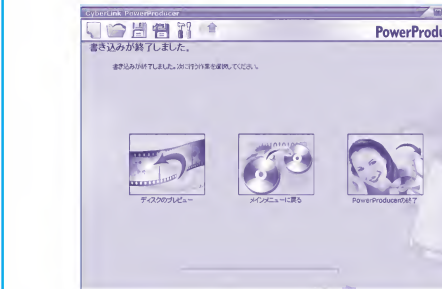 CyberLink PowerProducer
PowerProdu
書き込みが終了しました。
書き込みが終了しました。次に行う作業を選択してください。
ディスクのプレビュー
メインメニューに戻る
PowerProducerの終了